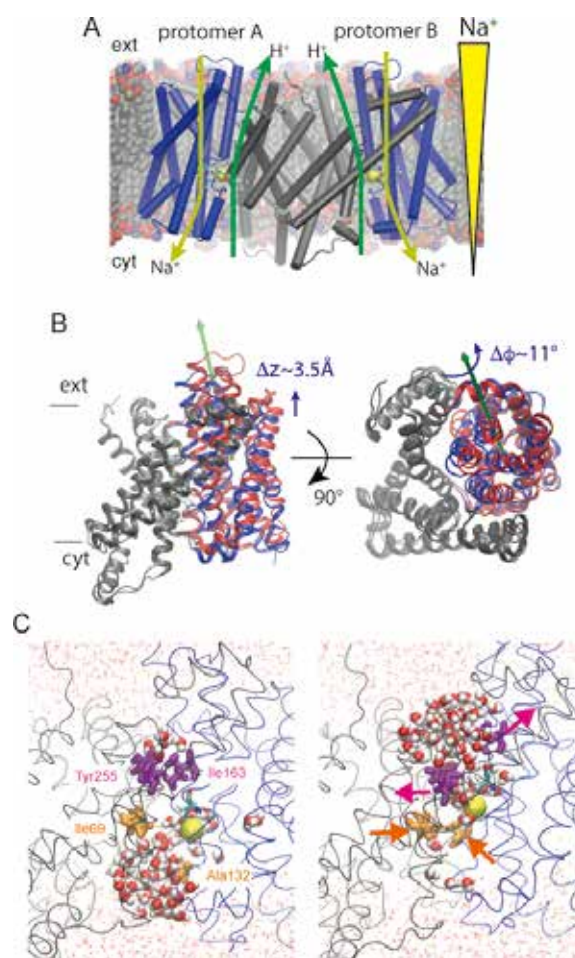 A
ext
protomer A
H⁺
H⁺
protomer B
Na⁺
cyt
Na⁺
Na⁺
B
Δz~3.5Å
Δϕ~11°
ext
90°
cyt
C
Tyr255
Ile163
Ile69
Ala132